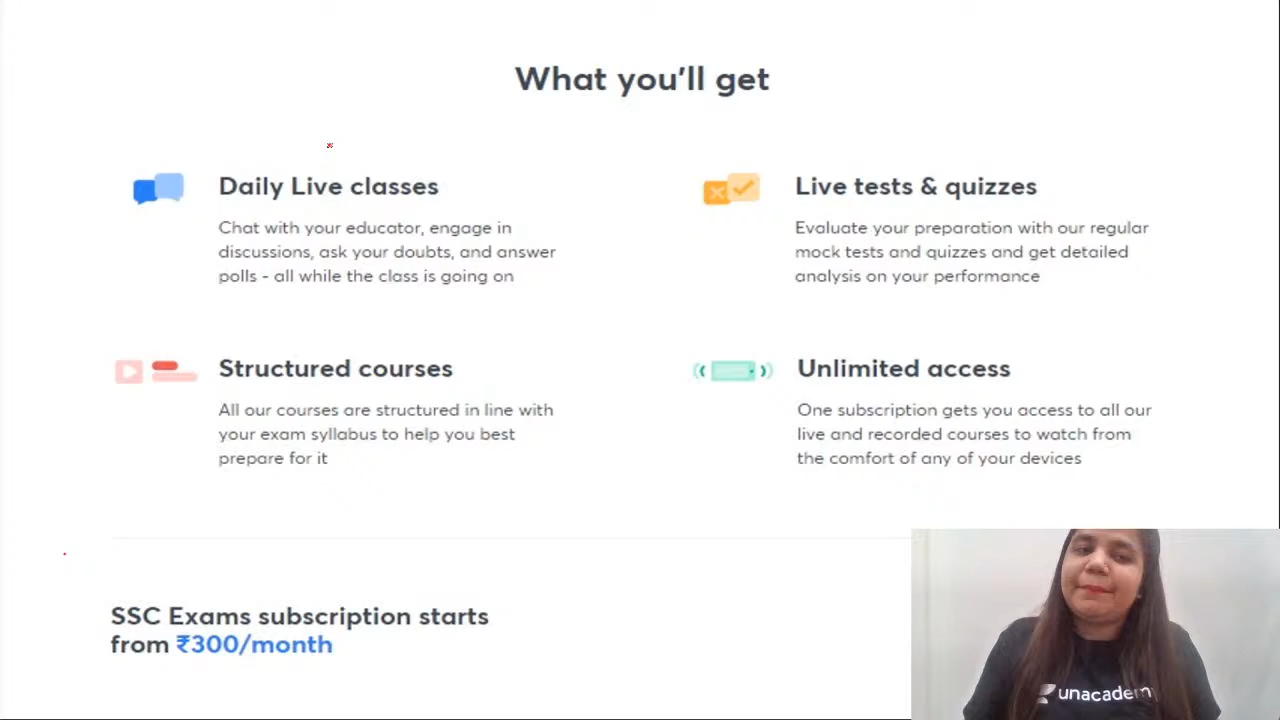 What you'll get
Daily Live classes
Chat with your educator, engage in
discussions, ask your doubts, and answer
polls - all while the class is going on
Live tests & quizzes
Evaluate your preparation with our regular
mock tests and quizzes and get detailed
analysis on your performance
Structured courses
All our courses are structured in line with
your exam syllabus to help you best
prepare for it
Unlimited access
One subscription gets you access to all our
live and recorded courses to watch from
the comfort of any of your devices
SSC Exams subscription starts
from ₹300/month
unacademy